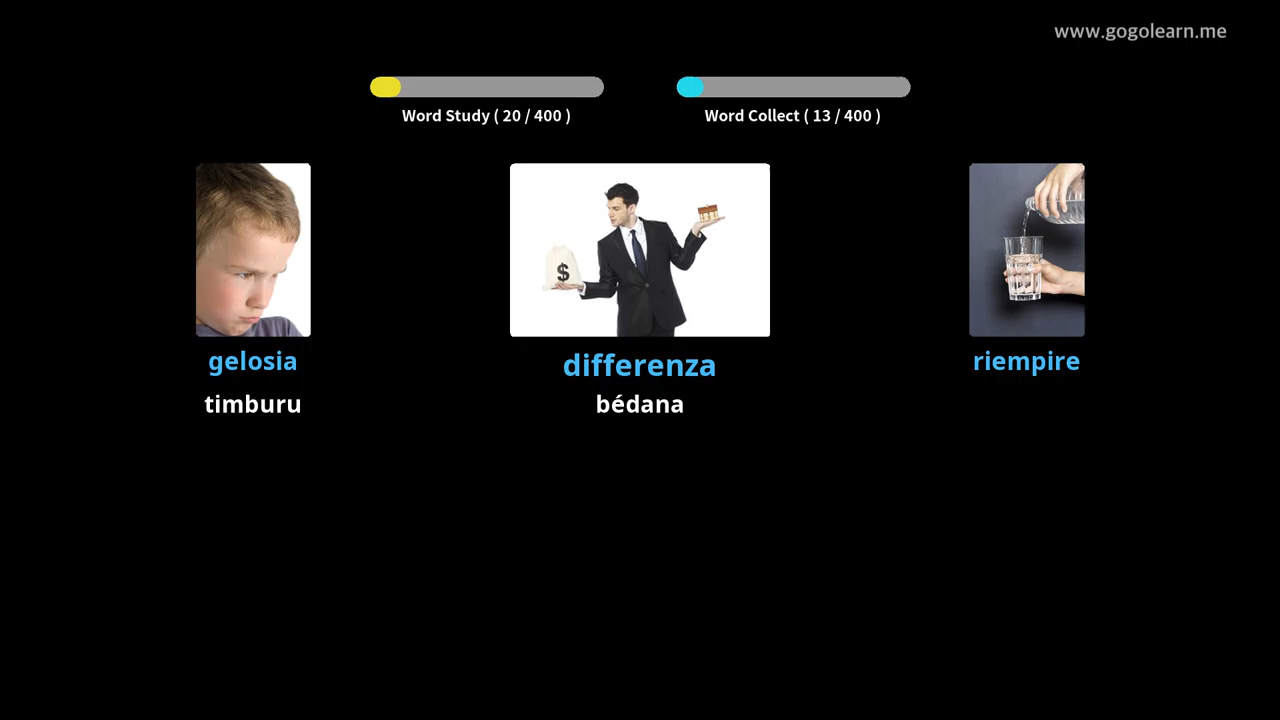 www.gogolearn.me
Word Study ( 20 / 400 )
Word Collect ( 13 / 400 )
$
gelosia
differenza
riempire
timburu
bédana